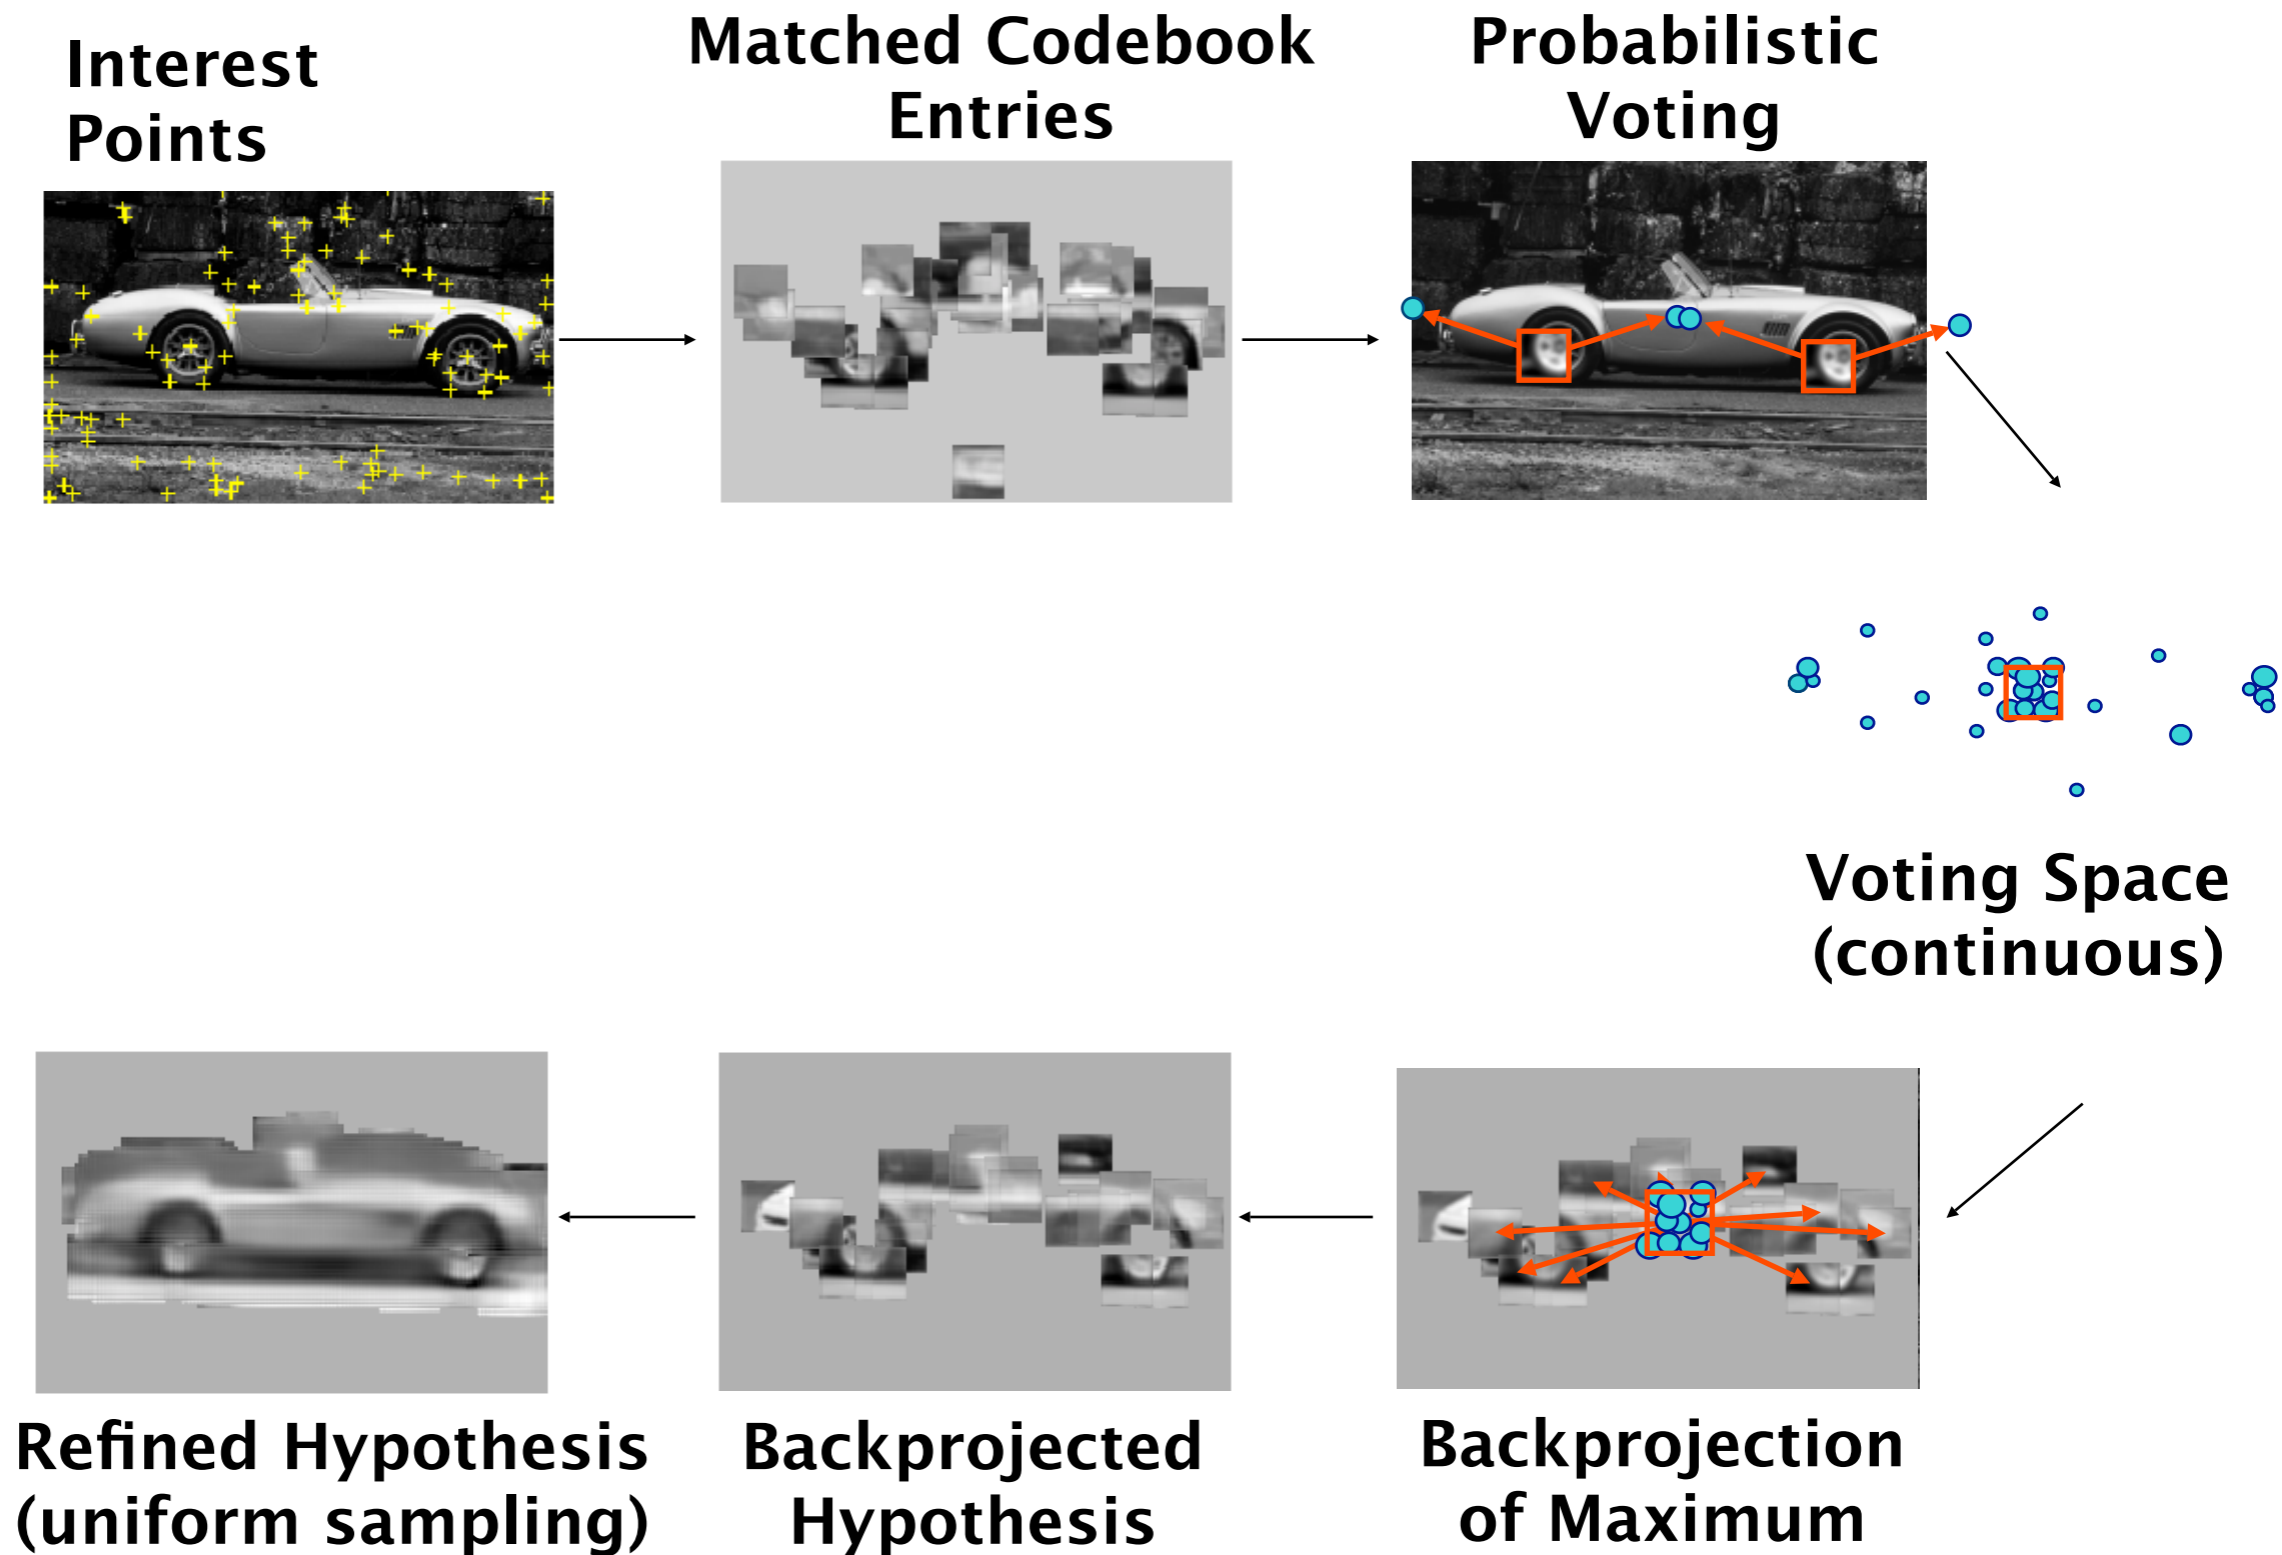 Interest
Points
Matched Codebook
Entries
Probabilistic
Voting
Voting Space
(continuous)
Refined Hypothesis
(uniform sampling)
Backprojected
Hypothesis
Backprojection
of Maximum